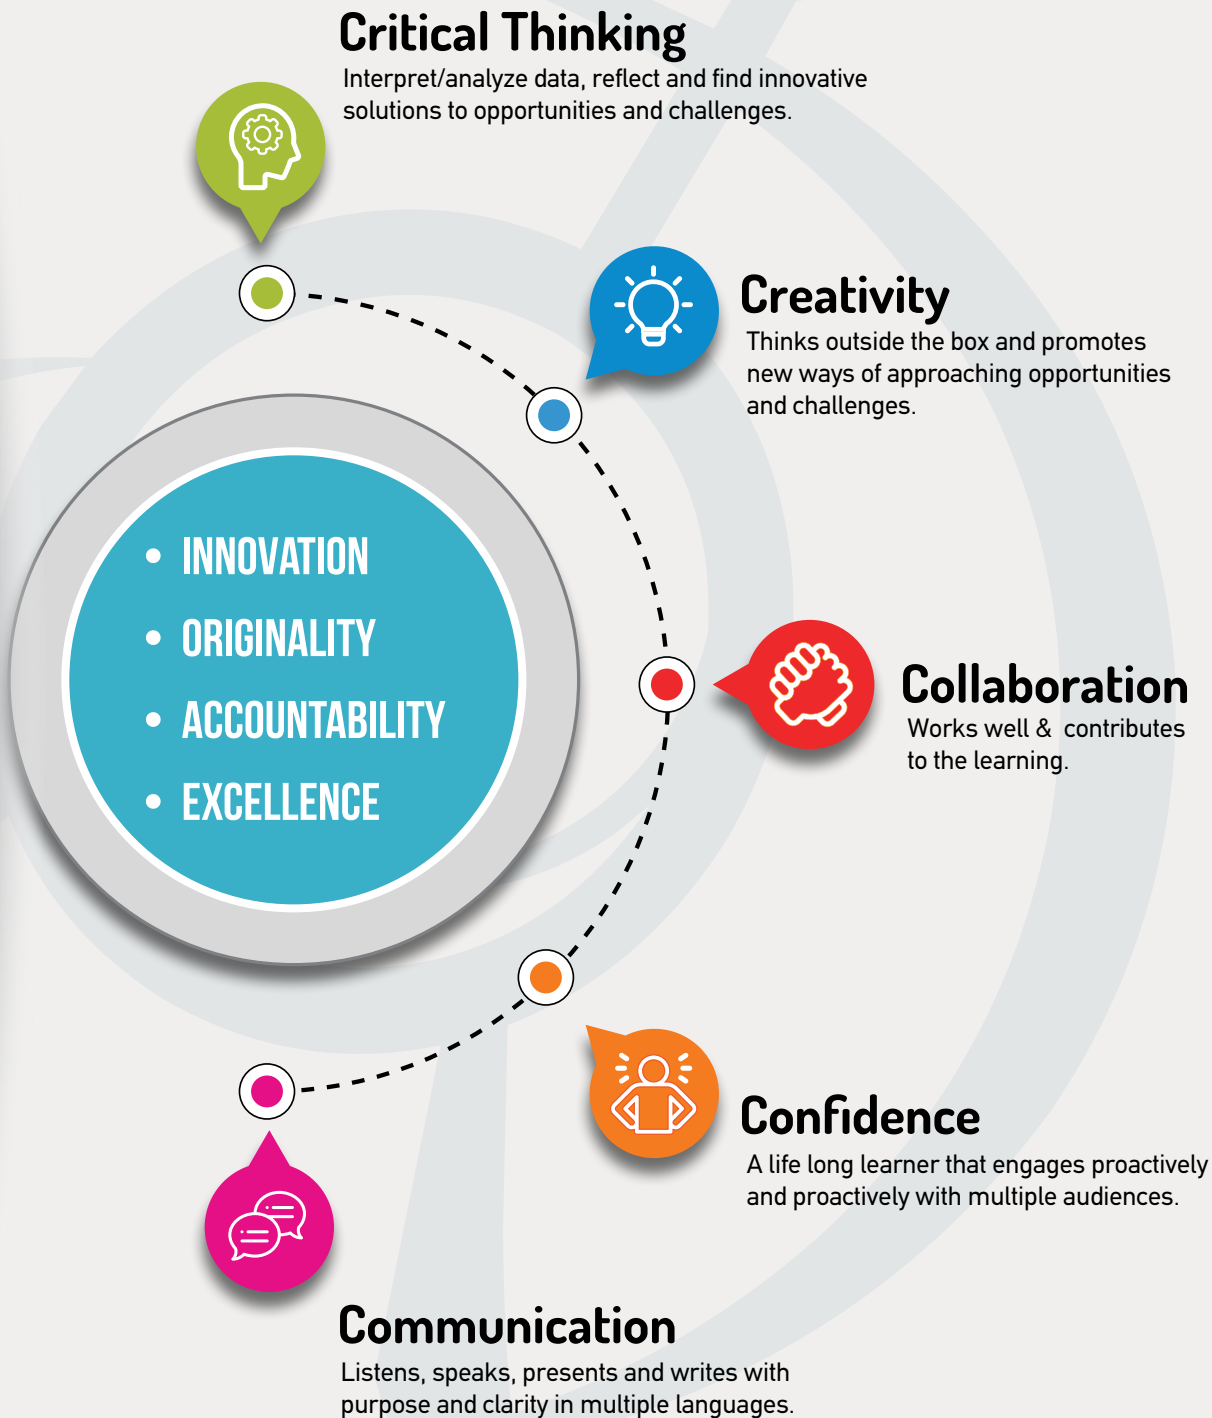 Critical Thinking
Interpret/analyze data, reflect and find innovative
solutions to opportunities and challenges.
Creativity
Thinks outside the box and promotes
new ways of approaching opportunities
and challenges.
• INNOVATION
• ORIGINALITY
• ACCOUNTABILITY
• EXCELLENCE
Collaboration
Works well & contributes
to the learning.
Confidence
A life long learner that engages proactively
and proactively with multiple audiences.
Communication
Listens, speaks, presents and writes with
purpose and clarity in multiple languages.